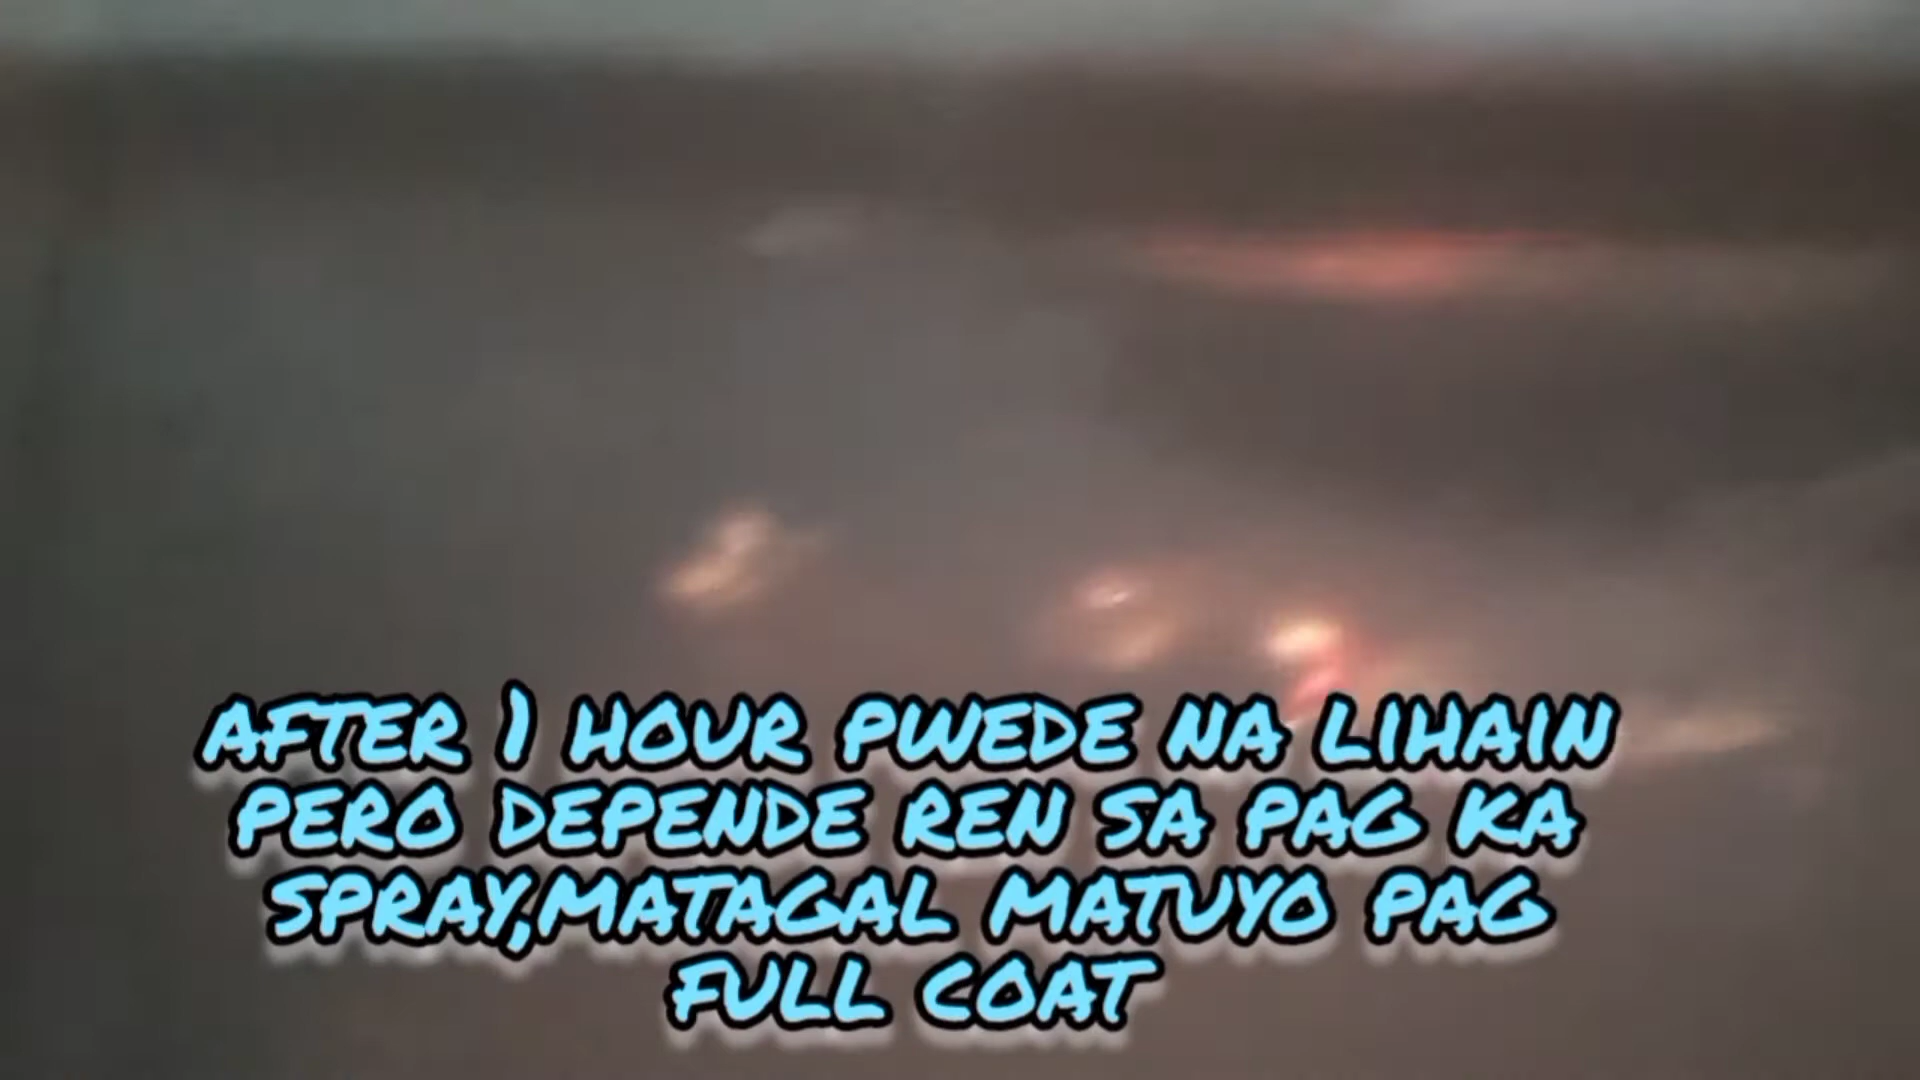 AFTER 1 HOUR PWEDE NA LIHAIN
PERO DEPENDE REN SA PAG KA
SPRAY,MATAGAL MATUYO PAG
FULL COAT